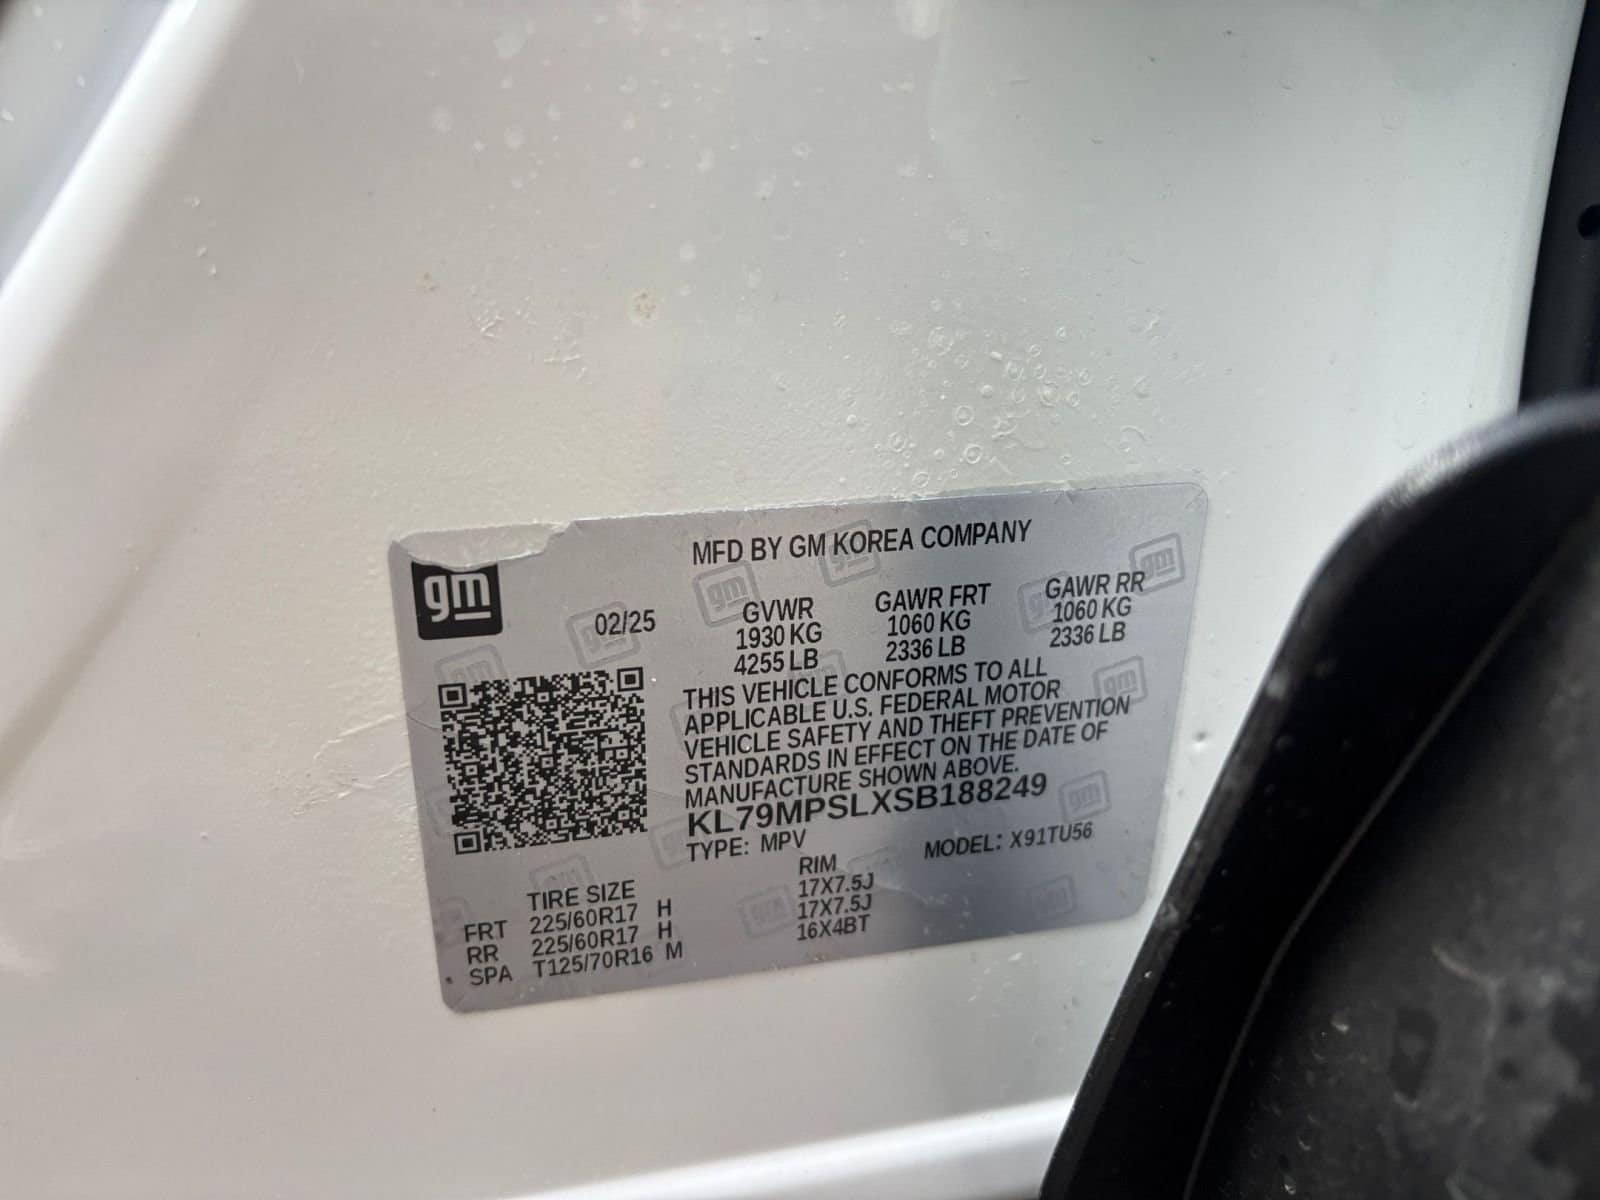 gm
MFD BY GM KOREA COMPANY
02/25
GVWR GAWR FRT GAWR RR
1930 KG 1060 KG 1060 KG
4255 LB 2336 LB 2336 LB
THIS VEHICLE CONFORMS TO ALL
APPLICABLE U.S. FEDERAL MOTOR
VEHICLE SAFETY AND THEFT PREVENTION
STANDARDS IN EFFECT ON THE DATE OF
MANUFACTURE SHOWN ABOVE.
KL79MPSLXSB188249
TYPE: MPV MODEL: X91TU56
TIRE SIZE RIM
FRT 225/60R17 H 17X7.5J
RR 225/60R17 H 17X7.5J
SPA T125/70R16 M 16X4BT